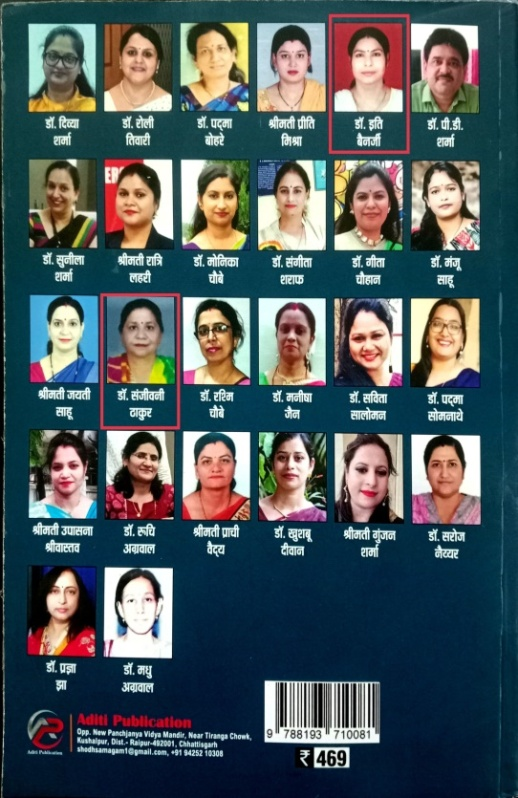 डॉ. दिव्या
शर्मा
डॉ. रोली
तिवारी
डॉ. पद्मा
बोहरे
श्रीमती प्रीति
मिश्रा
डॉ. इति
बैनर्जी
डॉ. पी.डी.
शर्मा
डॉ. सुनीला
शर्मा
श्रीमती रात्रि
लहरी
डॉ. मोनिका
चौबे
डॉ. संगीता
शराफ
डॉ. गीता
चौहान
डॉ. मंजू
साहू
श्रीमती जयती
साहू
डॉ. संजीवनी
ठाकुर
डॉ. रश्मि
चौबे
डॉ. मनीषा
जैन
डॉ. सविता
सालोमन
डॉ. पद्मा
सोमनाथे
श्रीमती उपासना
श्रीवास्तव
डॉ. रूचि
अग्रवाल
श्रीमती प्राची
वैद्य
डॉ. खुशबू
दीवान
श्रीमती गुंजन
शर्मा
डॉ. सरोज
नैय्यर
डॉ. प्रज्ञा
झा
डॉ. मधु
अग्रवाल
Aditi Publication
Aditi Publication
Opp. New Panchjanya Vidya Mandir, Near Tiranga Chowk,
Kushalpur, Dist.- Raipur-492001, Chhattisgarh
shodhsamagam1@gmail.com, +91 94252 10308
9 788193 710081
₹ 469